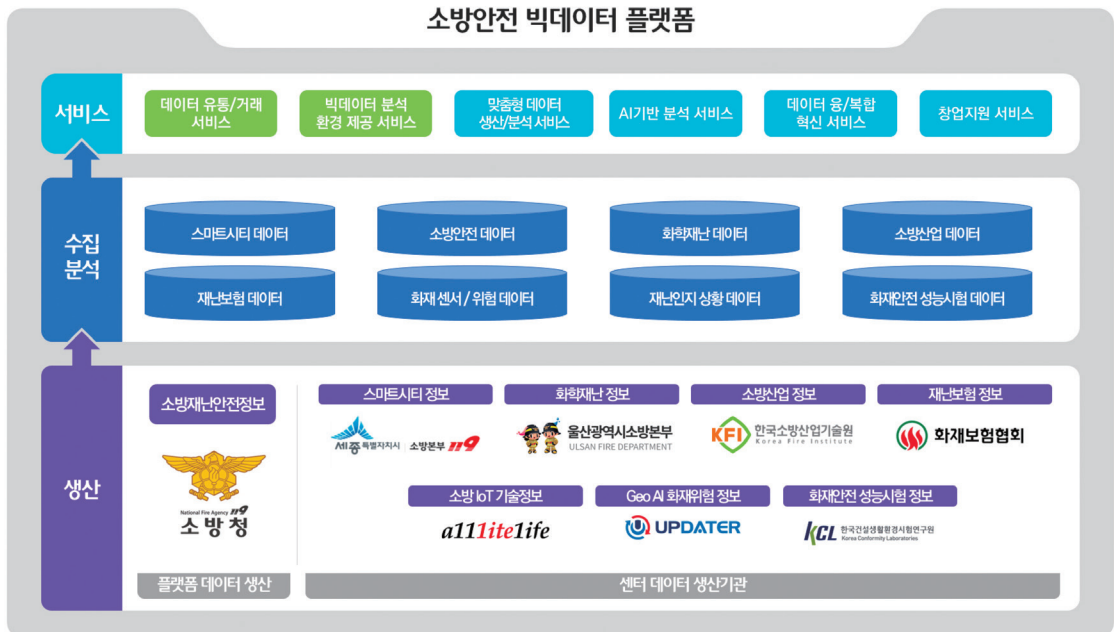 소방안전 빅데이터 플랫폼
서비스
데이터 유통/거래
서비스
빅데이터 분석
환경 제공 서비스
맞춤형 데이터
생산/분석 서비스
AI기반 분석 서비스
데이터 융/복합
혁신 서비스
창업지원 서비스
수집
분석
스마트시티 데이터
소방안전 데이터
화학재난 데이터
소방산업 데이터
재난보험 데이터
화재 센서 / 위험 데이터
재난인지 상황 데이터
화재안전 성능시험 데이터
생산
소방재난안전정보
National Fire Agency 119
소방청
플랫폼 데이터 생산
스마트시티 정보
세종특별자치시 소방본부 119
화학재난 정보
울산광역시소방본부
ULSAN FIRE DEPARTMENT
소방산업 정보
KFI 한국소방산업기술원
Korea Fire Institute
재난보험 정보
화재보험협회
소방 IoT 기술정보
a111ite1ife
Geo AI 화재위험 정보
UPDATER
화재안전 성능시험 정보
KCL 한국건설생활환경시험연구원
Korea Conformity Laboratories
센터 데이터 생산기관